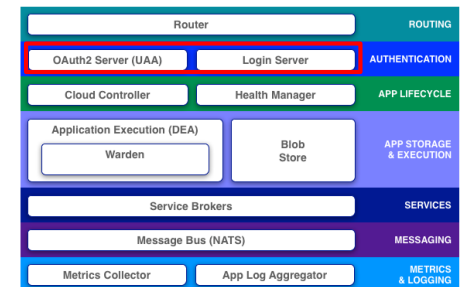 Router
ROUTING
OAuth2 Server (UAA)
Login Server
AUTHENTICATION
Cloud Controller
Health Manager
APP LIFECYCLE
Application Execution (DEA)
Warden
Blob
Store
APP STORAGE
& EXECUTION
Service Brokers
SERVICES
Message Bus (NATS)
MESSAGING
Metrics Collector
App Log Aggregator
METRICS
& LOGGING